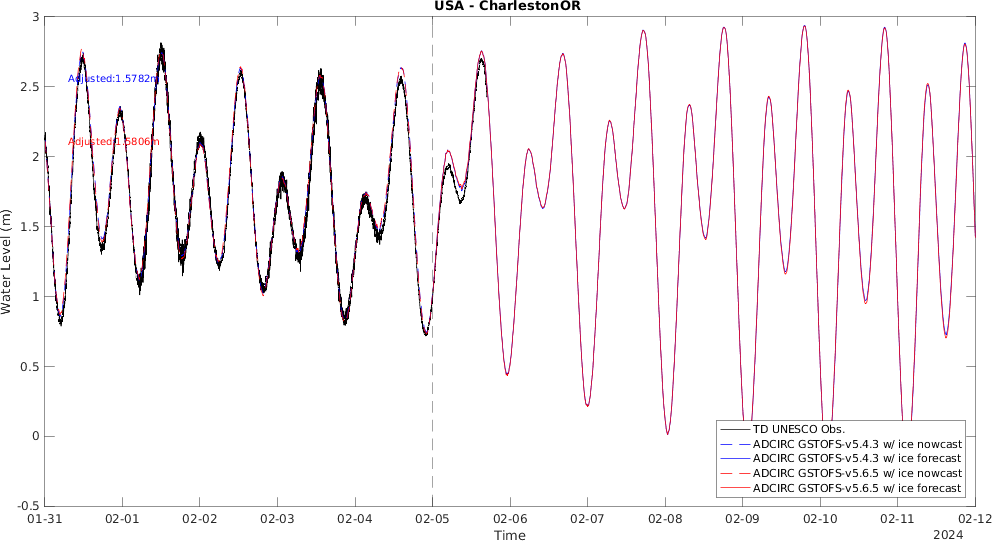 USA - CharlestonOR
3
2.5
2
1.5
1
0.5
0
-0.5
Water Level (m)
Adjusted:1.5782m
Adjusted:1.5806m
TD UNESCO Obs.
ADCIRC GSTOFS-v5.4.3 w/ ice nowcast
ADCIRC GSTOFS-v5.4.3 w/ ice forecast
ADCIRC GSTOFS-v5.6.5 w/ ice nowcast
ADCIRC GSTOFS-v5.6.5 w/ ice forecast
01-31 02-01 02-02 02-03 02-04 02-05 02-06 02-07 02-08 02-09 02-10 02-11 02-12
Time
2024